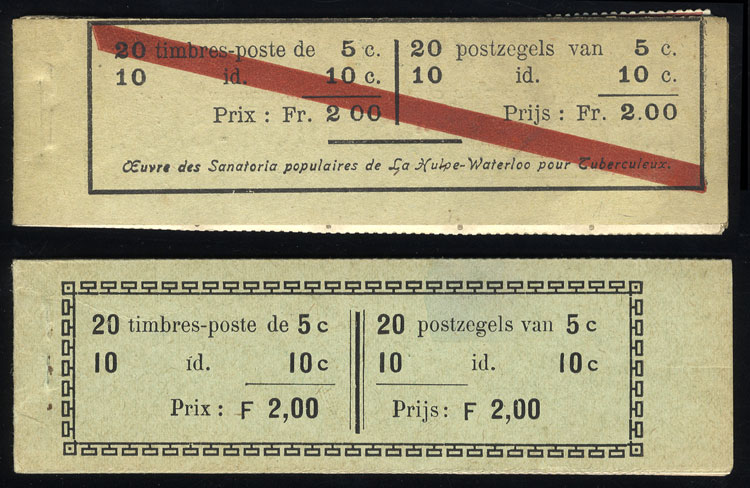 20 timbres-poste de 5 c.
10 id. 10 c.
Prix : Fr. 2 00
20 postzegels van 5 c.
10 id. 10 c.
Prijs : Fr. 2.00
Œuvre des Sanatoria populaires de La Hulpe-Waterloo pour Tuberculeux.
20 timbres-poste de 5 c
10 id. 10 c
Prix : F 2,00
20 postzegels van 5 c
10 id. 10 c
Prijs : F 2,00